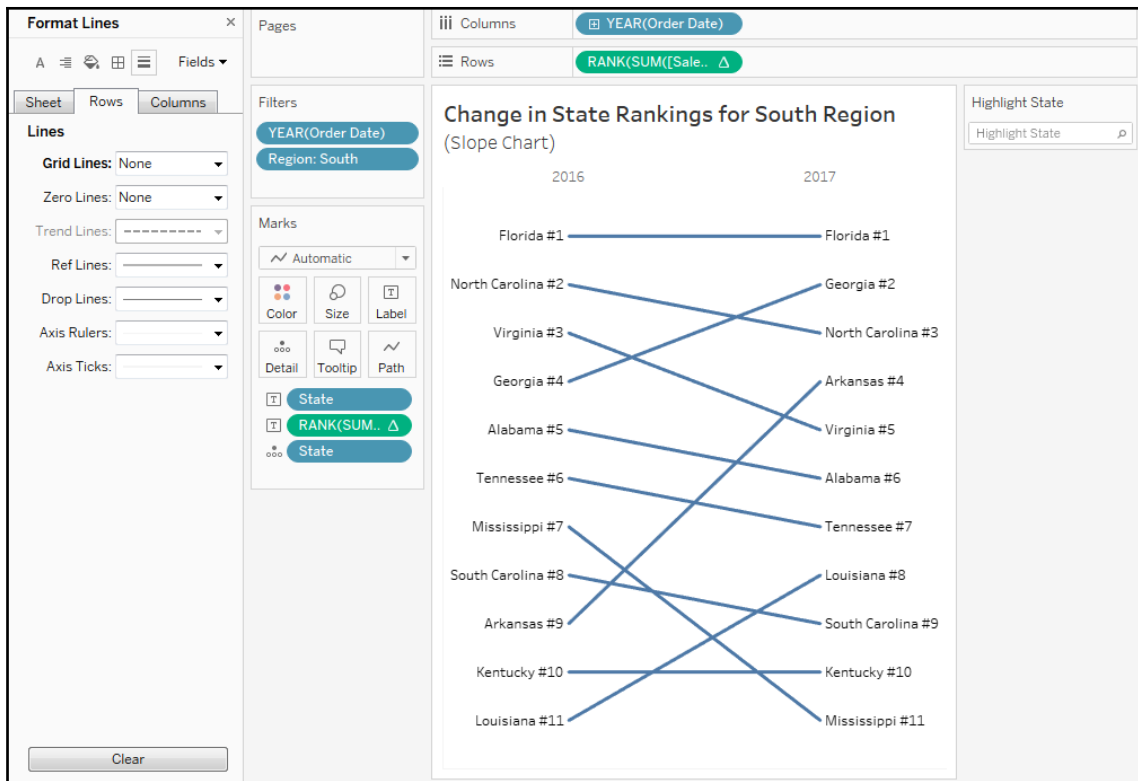 Format Lines ×
A Fields
Sheet Rows Columns
Lines
Grid Lines: None
Zero Lines: None
Trend Lines:
Ref Lines:
Drop Lines:
Axis Rulers:
Axis Ticks:
Clear
Pages
Filters
YEAR(Order Date)
Region: South
Marks
Automatic
Color Size T Label
Detail Tooltip Path
T State
T RANK(SUM.. Δ
State
Columns YEAR(Order Date)
Rows RANK(SUM([Sale.. Δ
Change in State Rankings for South Region
(Slope Chart)
2016 2017
Florida #1 Florida #1
North Carolina #2 Georgia #2
Virginia #3 North Carolina #3
Georgia #4 Arkansas #4
Alabama #5 Virginia #5
Tennessee #6 Alabama #6
Mississippi #7 Tennessee #7
South Carolina #8 Louisiana #8
Arkansas #9 South Carolina #9
Kentucky #10 Kentucky #10
Louisiana #11 Mississippi #11
Highlight State
Highlight State